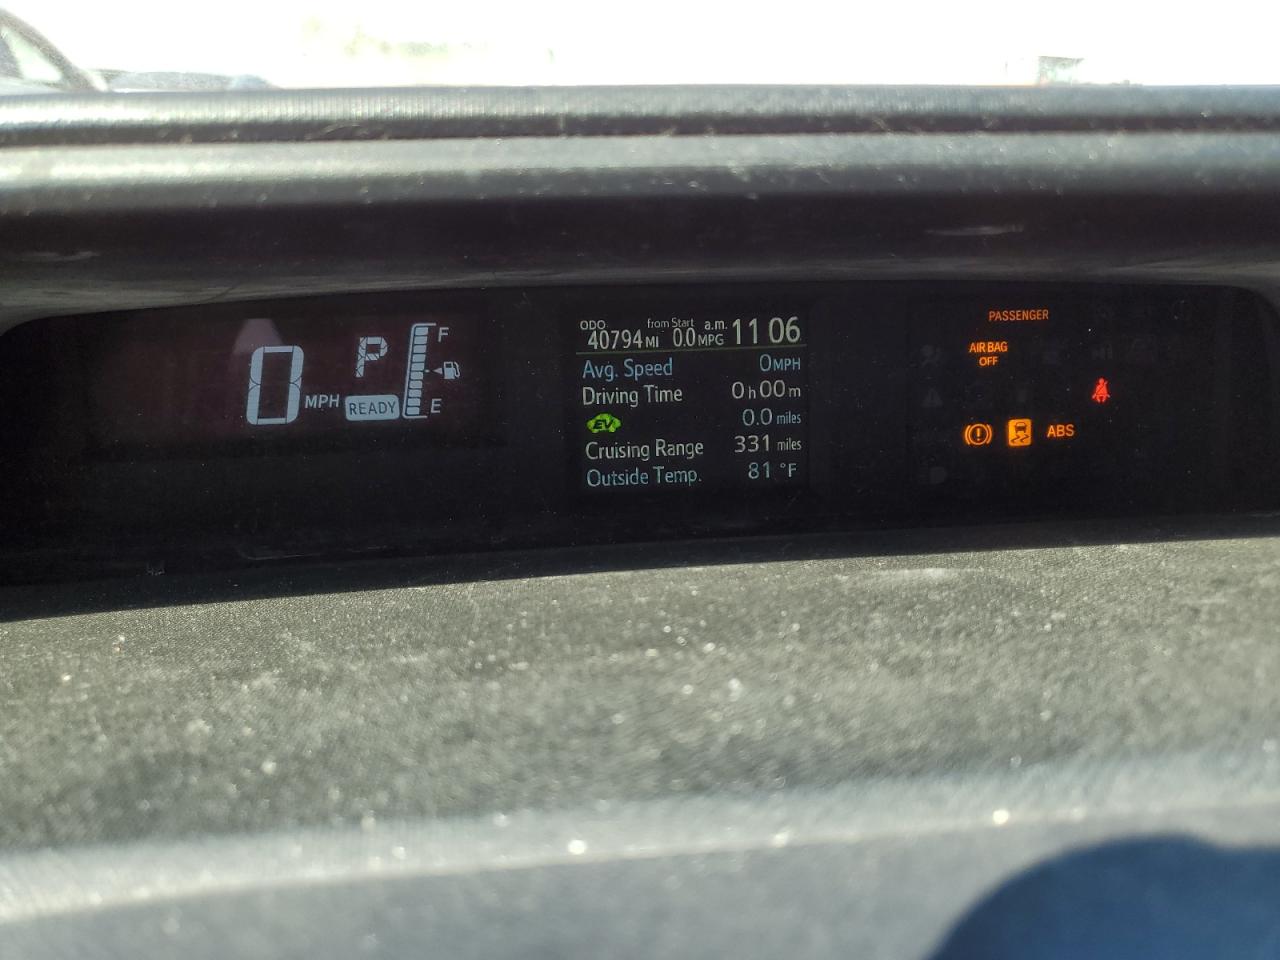 0 MPH
P
READY
F
E
ODO 40794 MI from Start 0.0 MPG a.m. 11 06
Avg. Speed 0 MPH
Driving Time 0 h 00 m
EV 0.0 miles
Cruising Range 331 miles
Outside Temp. 81 °F
PASSENGER
AIR BAG
OFF
ABS